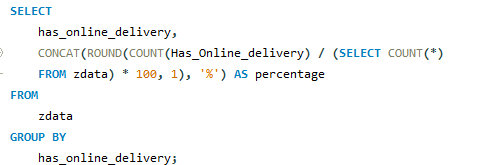 SELECT
has_online_delivery,
CONCAT(ROUND(COUNT(Has_Online_delivery) / (SELECT COUNT(*)
FROM zdata) * 100, 1), '%') AS percentage
FROM
zdata
GROUP BY
has_online_delivery;